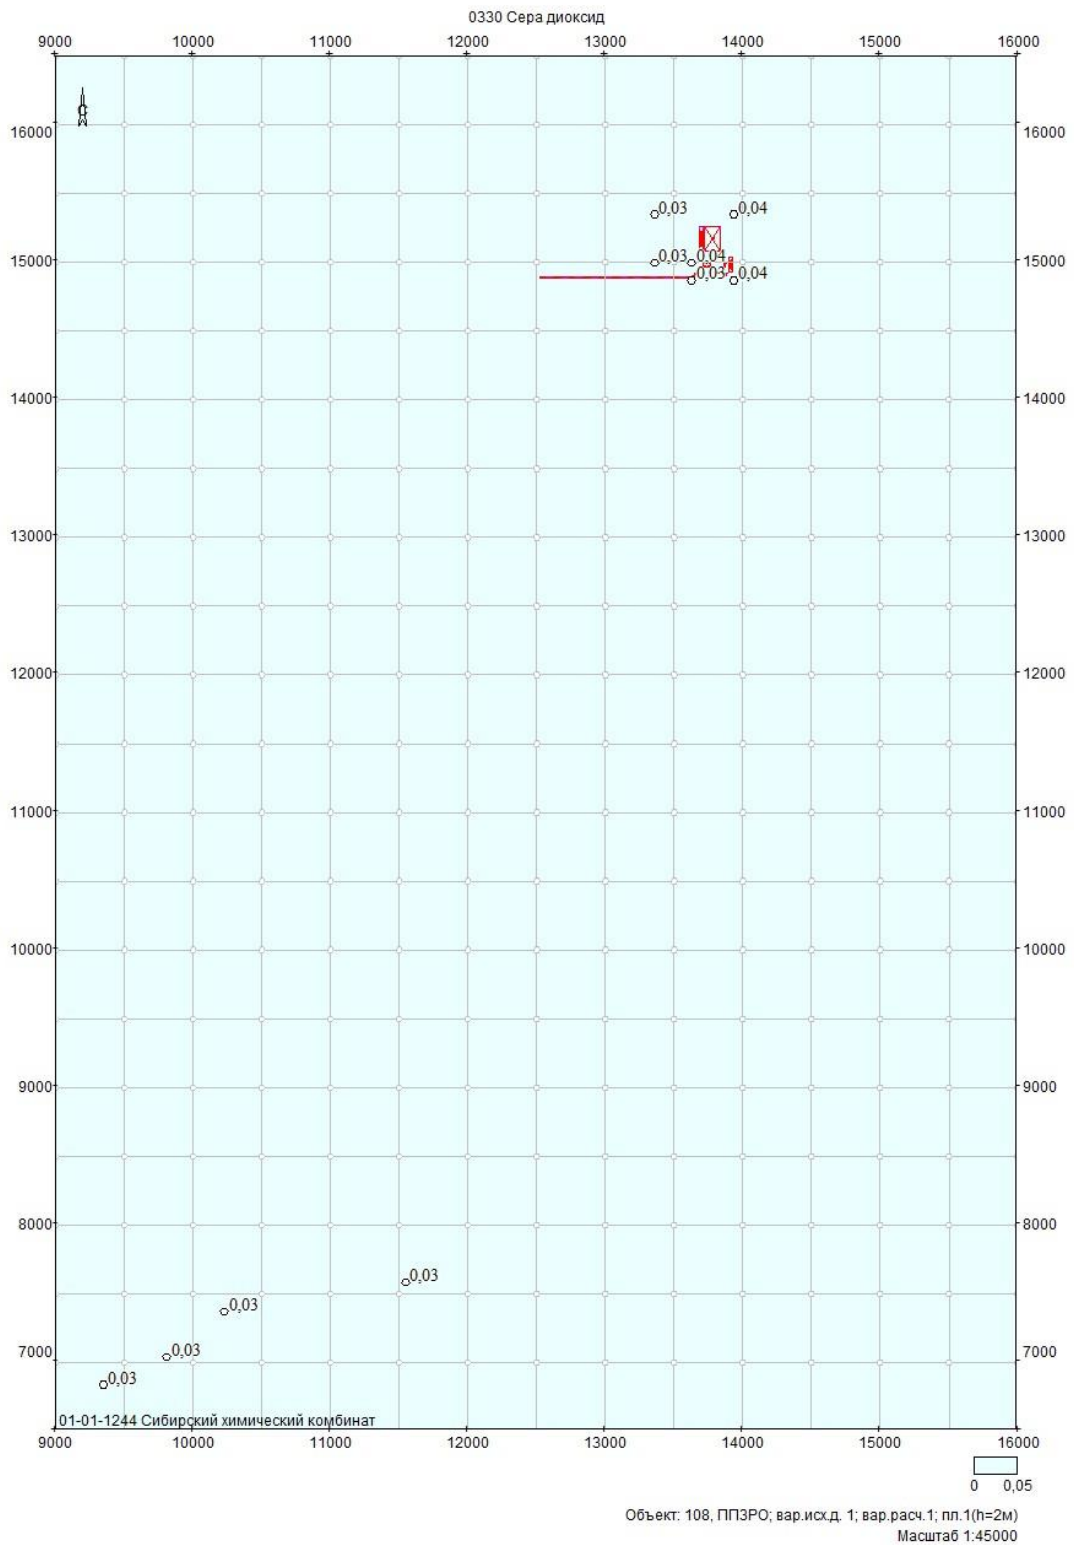 0330 Сера диоксид
9000 10000 11000 12000 13000 14000 15000 16000
С
16000 16000
0,03 0,04
15000 0,03 0,04 15000
0,03 0,04
14000 14000
13000 13000
12000 12000
11000 11000
10000 10000
9000 9000
8000 8000
0,03
0,03
7000 0,03 7000
0,03
01-01-1244 Сибирский химический комбинат
9000 10000 11000 12000 13000 14000 15000 16000
0 0,05
Объект: 108, ППЗРО; вар.исх.д. 1; вар.расч.1; пл.1(h=2м)
Масштаб 1:45000